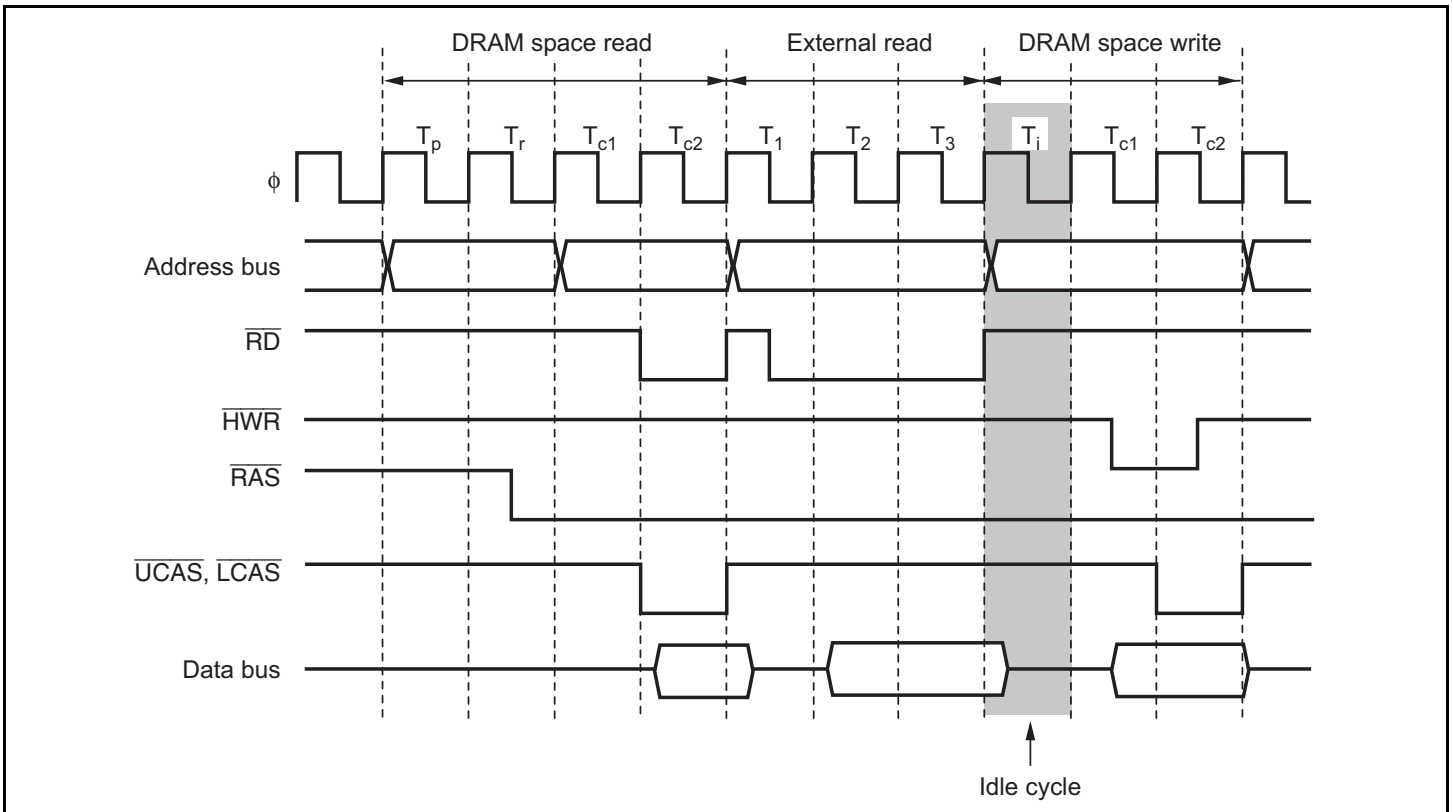 DRAM space read External read DRAM space write
Tp Tr Tc1 Tc2 T1 T2 T3 Ti Tc1 Tc2
ϕ
Address bus
RD
HWR
RAS
UCAS, LCAS
Data bus
Idle cycle